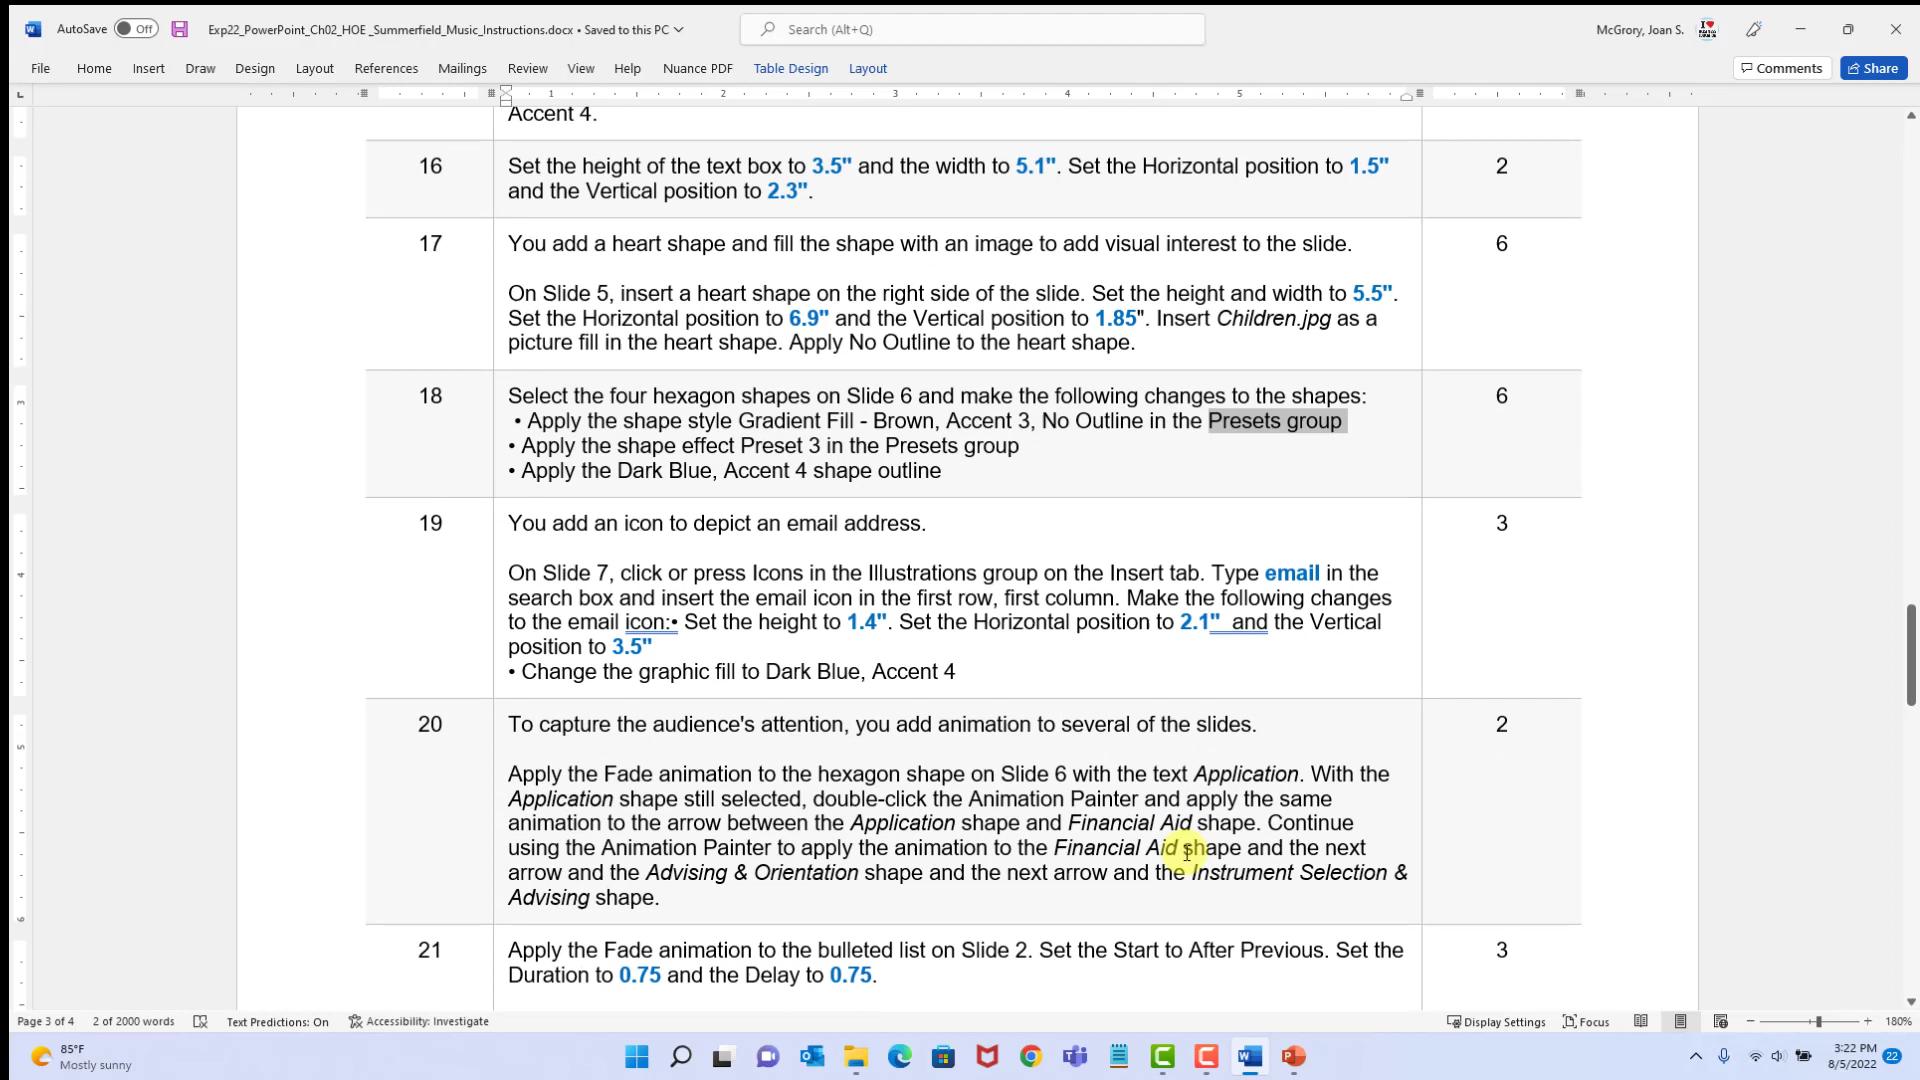 AutoSave Off Exp22_PowerPoint_Ch02_HOE _Summerfield_Music_Instructions.docx • Saved to this PC Search (Alt+Q) McGrory, Joan S.
File Home Insert Draw Design Layout References Mailings Review View Help Nuance PDF Table Design Layout Comments Share
1 2 3 4 5
Accent 4.
16 Set the height of the text box to 3.5" and the width to 5.1". Set the Horizontal position to 1.5" 2
and the Vertical position to 2.3".
17 You add a heart shape and fill the shape with an image to add visual interest to the slide. 6
On Slide 5, insert a heart shape on the right side of the slide. Set the height and width to 5.5".
Set the Horizontal position to 6.9" and the Vertical position to 1.85". Insert Children.jpg as a
picture fill in the heart shape. Apply No Outline to the heart shape.
18 Select the four hexagon shapes on Slide 6 and make the following changes to the shapes: 6
• Apply the shape style Gradient Fill - Brown, Accent 3, No Outline in the Presets group
• Apply the shape effect Preset 3 in the Presets group
• Apply the Dark Blue, Accent 4 shape outline
19 You add an icon to depict an email address. 3
On Slide 7, click or press Icons in the Illustrations group on the Insert tab. Type email in the
search box and insert the email icon in the first row, first column. Make the following changes
to the email icon:• Set the height to 1.4". Set the Horizontal position to 2.1" and the Vertical
position to 3.5"
• Change the graphic fill to Dark Blue, Accent 4
20 To capture the audience's attention, you add animation to several of the slides. 2
Apply the Fade animation to the hexagon shape on Slide 6 with the text Application. With the
Application shape still selected, double-click the Animation Painter and apply the same
animation to the arrow between the Application shape and Financial Aid shape. Continue
using the Animation Painter to apply the animation to the Financial Aid shape and the next
arrow and the Advising & Orientation shape and the next arrow and the Instrument Selection &
Advising shape.
21 Apply the Fade animation to the bulleted list on Slide 2. Set the Start to After Previous. Set the 3
Duration to 0.75 and the Delay to 0.75.
Page 3 of 4 2 of 2000 words Text Predictions: On Accessibility: Investigate Display Settings Focus 180%
85°F
Mostly sunny
3:22 PM
8/5/2022 22